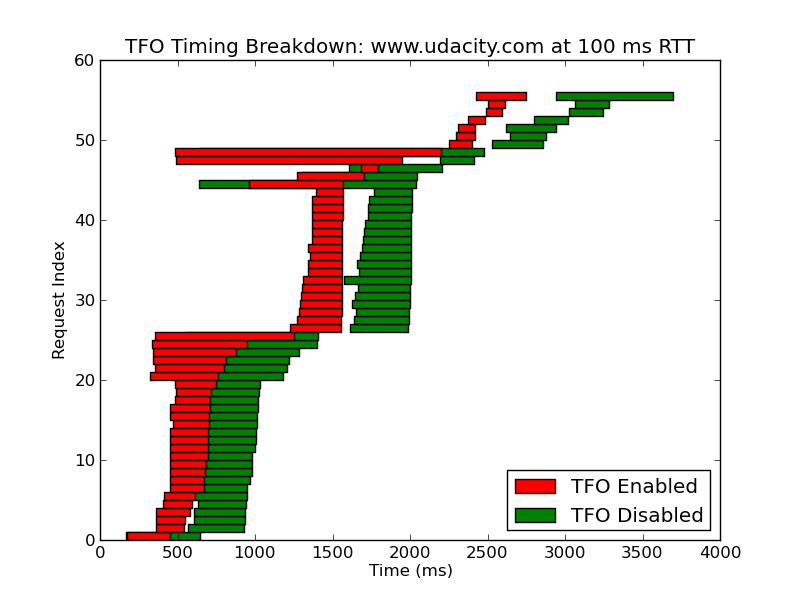 TFO Timing Breakdown: www.udacity.com at 100 ms RTT
60
50
40
30
20
10
0
Request Index
TFO Enabled
TFO Disabled
0 500 1000 1500 2000 2500 3000 3500 4000
Time (ms)